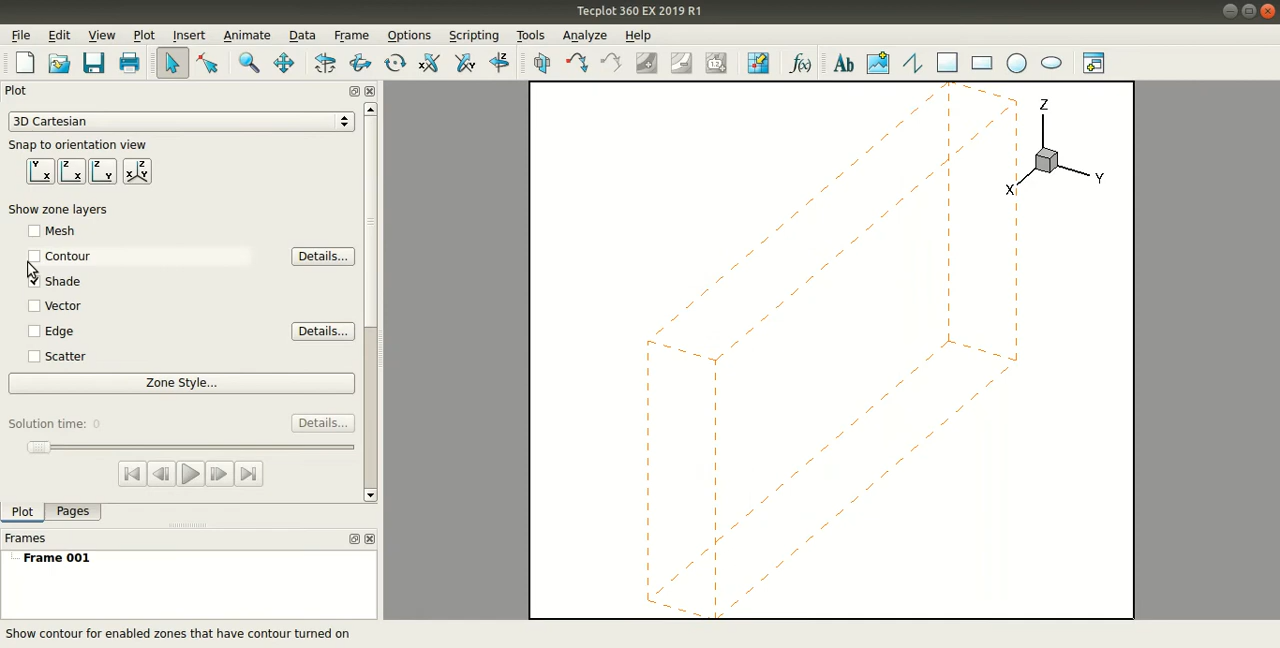 Tecplot 360 EX 2019 R1
File Edit View Plot Insert Animate Data Frame Options Scripting Tools Analyze Help
Plot
3D Cartesian
Snap to orientation view
Y X Z X Z Y Z X Y
Show zone layers
Mesh
Contour Details...
Shade
Vector
Edge Details...
Scatter
Zone Style...
Solution time: 0 Details...
Plot Pages
Frames
Frame 001
Show contour for enabled zones that have contour turned on
Z
Y
X
f(x)
Ab